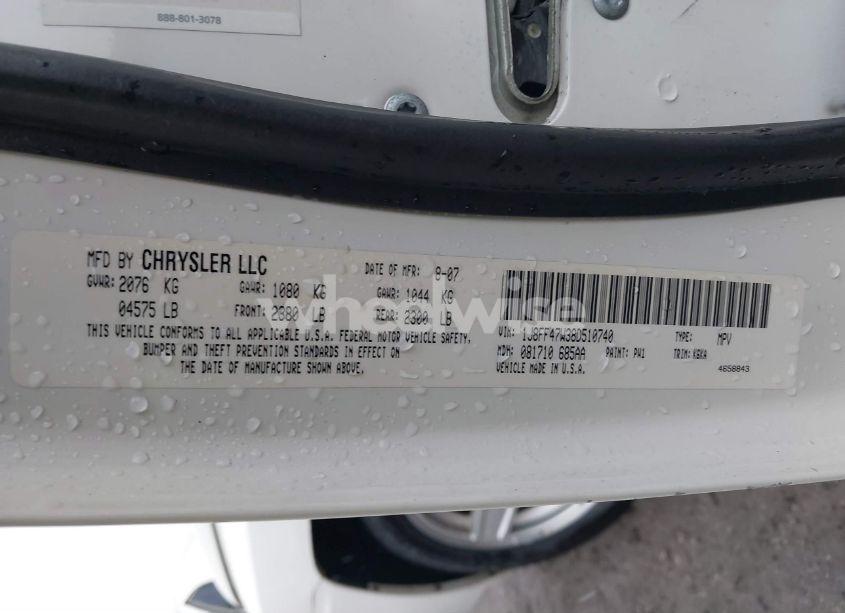 888-801-3078
MFD BY CHRYSLER LLC DATE OF MFR: 8-07
GVWR: 2076 KG GAWR: 1080 KG GAWR: 1044 KG
04575 LB FRONT: 2380 LB REAR: 2300 LB
THIS VEHICLE CONFORMS TO ALL APPLICABLE U.S.A. FEDERAL MOTOR VEHICLE SAFETY,
BUMPER AND THEFT PREVENTION STANDARDS IN EFFECT ON
THE DATE OF MANUFACTURE SHOWN ABOVE.
VIN: 1J8FF47W38D510740 TYPE: MPV
MDH: 081710 685AA PAINT: PW1 TRIM: KBKA
VEHICLE MADE IN U.S.A. 4658843
wheelwise